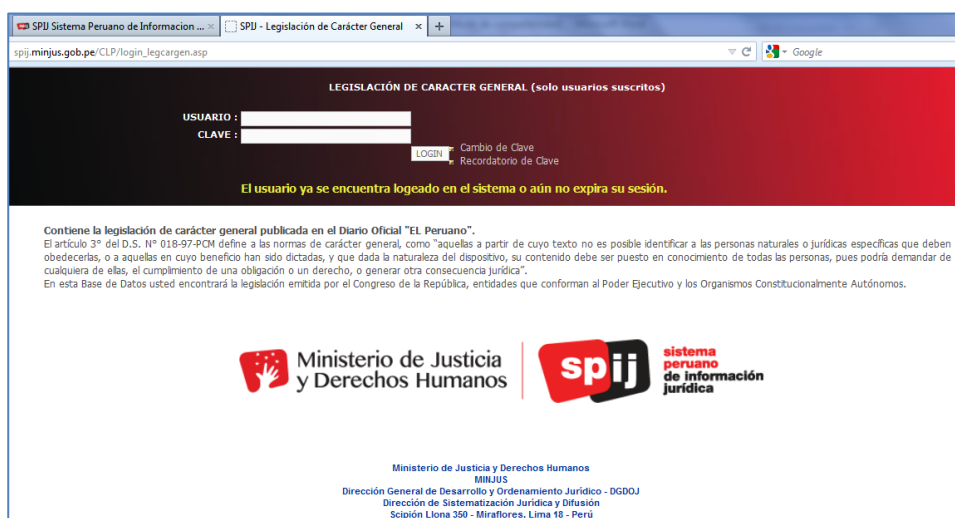 SPIJ Sistema Peruano de Informacion ... ×
SPIJ - Legislación de Carácter General ×
+
spij.minjus.gob.pe/CLP/login_legcargen.asp
Google
LEGISLACIÓN DE CARACTER GENERAL (solo usuarios suscritos)
USUARIO :
CLAVE :
LOGIN
Cambio de Clave
Recordatorio de Clave
El usuario ya se encuentra logeado en el sistema o aún no expira su sesión.
Contiene la legislación de carácter general publicada en el Diario Oficial "EL Peruano".
El artículo 3° del D.S. N° 018-97-PCM define a las normas de carácter general, como "aquellas a partir de cuyo texto no es posible identificar a las personas naturales o jurídicas específicas que deben
obedecerlas, o a aquellas en cuyo beneficio han sido dictadas, y que dada la naturaleza del dispositivo, su contenido debe ser puesto en conocimiento de todas las personas, pues podría demandar de
cualquiera de ellas, el cumplimiento de una obligación o un derecho, o generar otra consecuencia jurídica".
En esta Base de Datos usted encontrará la legislación emitida por el Congreso de la República, entidades que conforman al Poder Ejecutivo y los Organismos Constitucionalmente Autónomos.
Ministerio de Justicia
y Derechos Humanos
spij
sistema
peruano
de información
jurídica
Ministerio de Justicia y Derechos Humanos
MINJUS
Dirección General de Desarrollo y Ordenamiento Jurídico - DGDOJ
Dirección de Sistematización Jurídica y Difusión
Scipión Llona 350 - Miraflores, Lima 18 - Perú